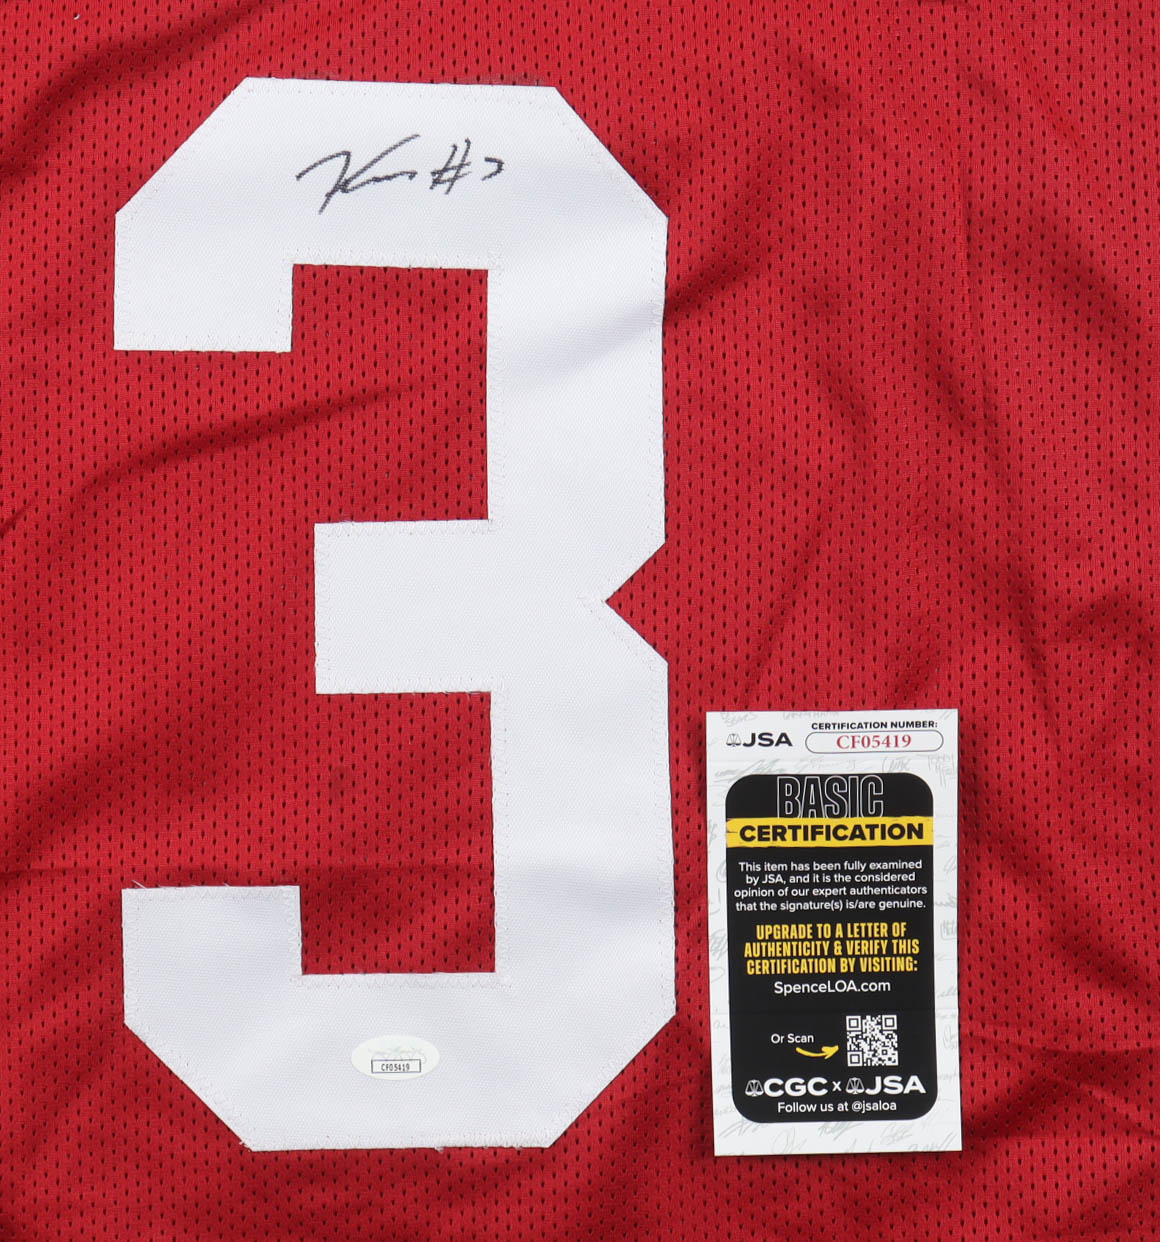 #3
3
JSA
CERTIFICATION NUMBER:
CF05419
BASIC
CERTIFICATION
This item has been fully examined
by JSA, and it is the considered
opinion of our expert authenticators
that the signature(s) is/are genuine.
UPGRADE TO A LETTER OF
AUTHENTICITY & VERIFY THIS
CERTIFICATION BY VISITING:
SpenceLOA.com
Or Scan
CGC x JSA
Follow us at @jsaloa
CF05419